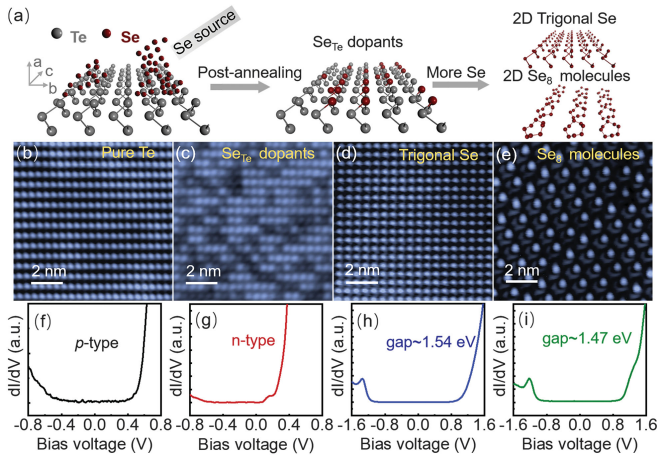 (a)
Te
Se
Se source
a
c
b
Post-annealing
SeTe dopants
More Se
2D Trigonal Se
2D Se8 molecules
(b) Pure Te
2 nm
(c) SeTe dopants
2 nm
(d) Trigonal Se
2 nm
(e) Se8 molecules
2 nm
(f)
p-type
dI/dV (a.u.)
-0.8 -0.4 0.0 0.4 0.8
Bias voltage (V)
(g)
n-type
dI/dV (a.u.)
-0.8 -0.4 0.0 0.4 0.8
Bias voltage (V)
(h)
gap~1.54 eV
dI/dV (a.u.)
-1.6 -0.8 0.0 0.8 1.6
Bias voltage (V)
(i)
gap~1.47 eV
dI/dV (a.u.)
-1.6 -0.8 0.0 0.8 1.6
Bias voltage (V)